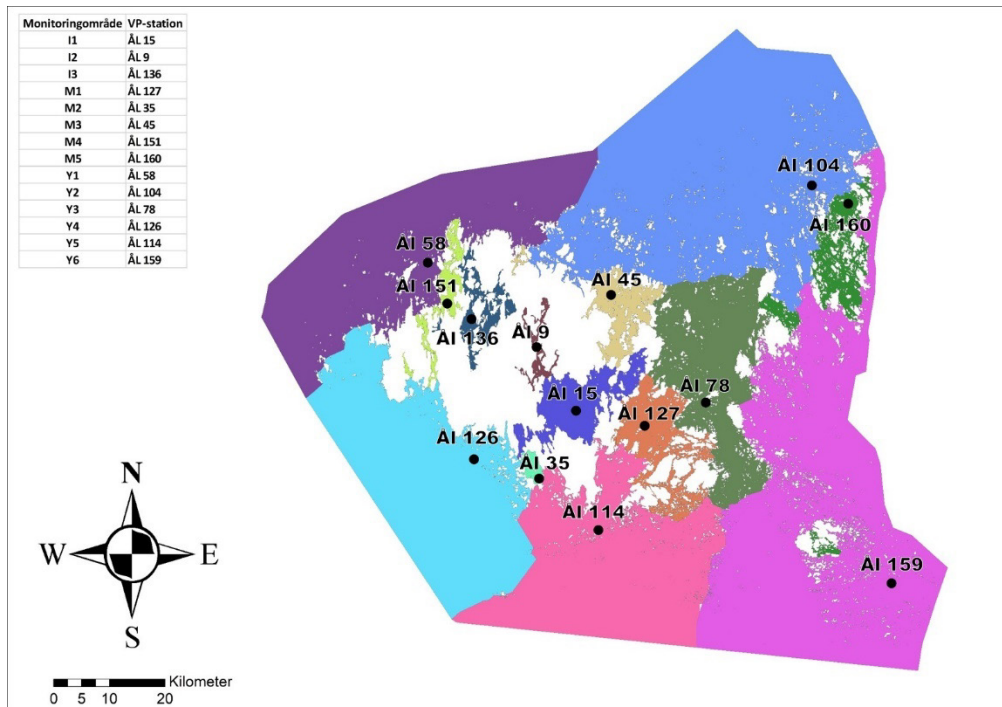 Monitoringområde VP-station
I1 ÅL 15
I2 ÅL 9
I3 ÅL 136
M1 ÅL 127
M2 ÅL 35
M3 ÅL 45
M4 ÅL 151
M5 ÅL 160
Y1 ÅL 58
Y2 ÅL 104
Y3 ÅL 78
Y4 ÅL 126
Y5 ÅL 114
Y6 ÅL 159
Ål 104
Ål 160
Ål 58
Ål 45
Ål 151
Ål 136
Ål 9
Ål 15
Ål 78
Ål 127
Ål 126
Ål 35
Ål 114
Ål 159
N
W E
S
Kilometer
0 5 10 20